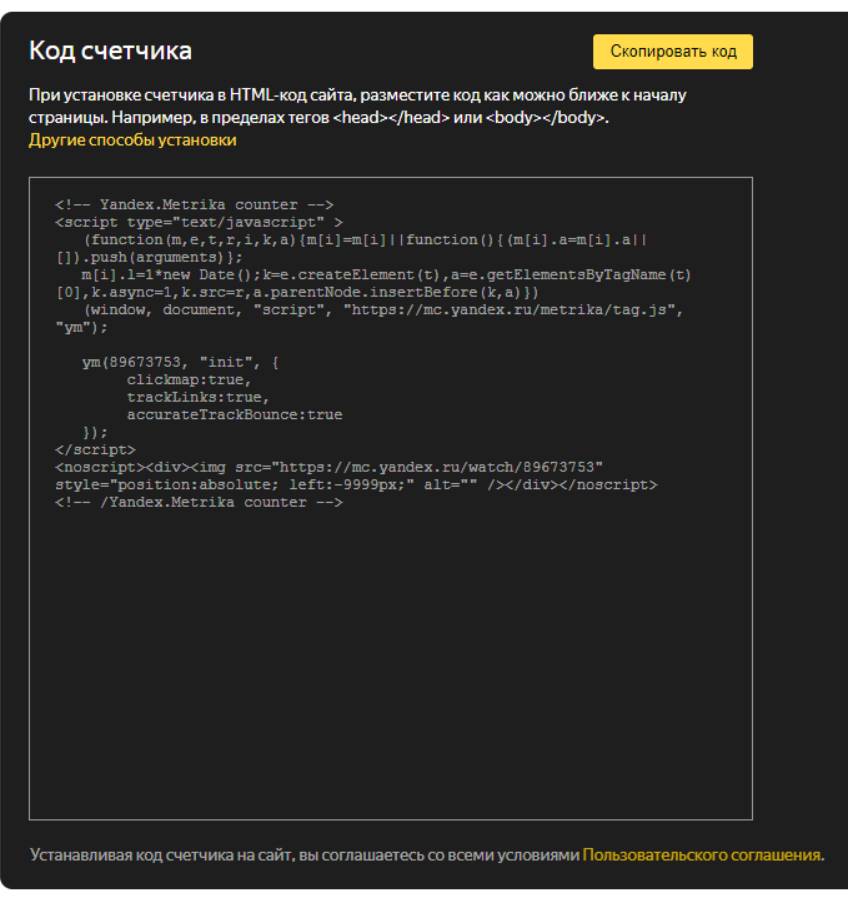 Код счетчика
Скопировать код
При установке счетчика в HTML-код сайта, разместите код как можно ближе к началу
страницы. Например, в пределах тегов <head></head> или <body></body>.
Другие способы установки
<!-- Yandex.Metrika counter -->
<script type="text/javascript" >
(function(m,e,t,r,i,k,a){m[i]=m[i]||function(){(m[i].a=m[i].a||
[]).push(arguments)};
m[i].l=1*new Date();k=e.createElement(t),a=e.getElementsByTagName(t)
[0],k.async=1,k.src=r,a.parentNode.insertBefore(k,a)})
(window, document, "script", "https://mc.yandex.ru/metrika/tag.js",
"ym");
ym(89673753, "init", {
clickmap:true,
trackLinks:true,
accurateTrackBounce:true
});
</script>
<noscript><div><img src="https://mc.yandex.ru/watch/89673753"
style="position:absolute; left:-9999px;" alt="" /></div></noscript>
<!-- /Yandex.Metrika counter -->
Устанавливая код счетчика на сайт, вы соглашаетесь со всеми условиями Пользовательского соглашения.